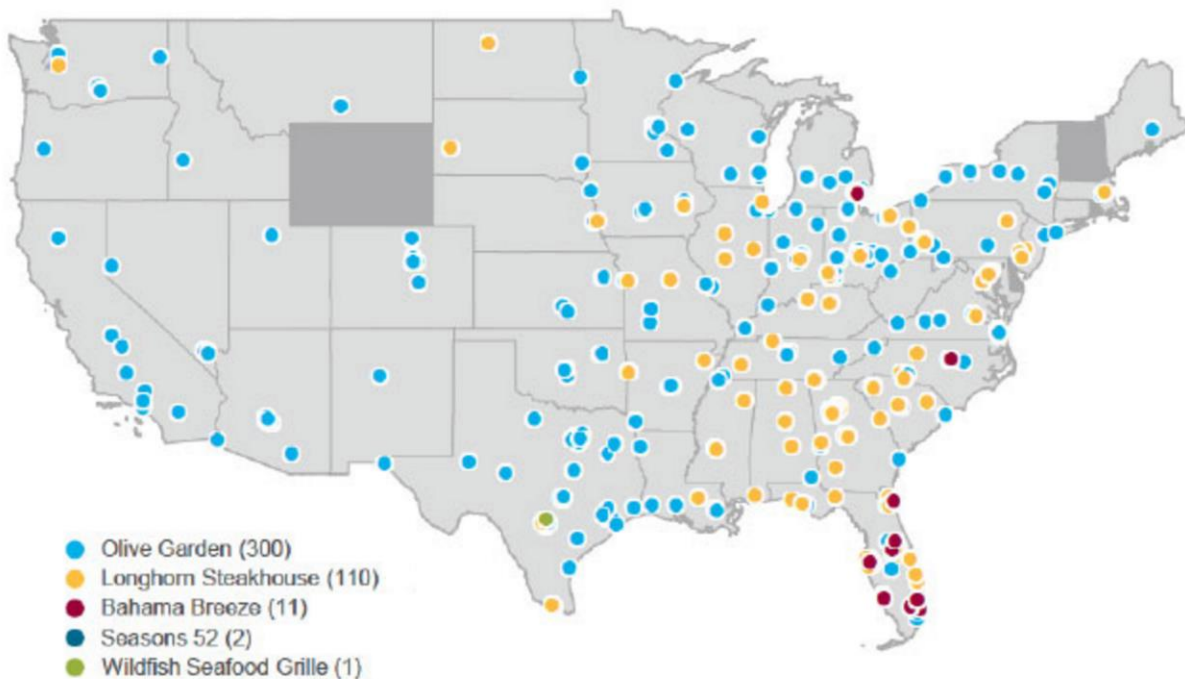 Olive Garden (300)
Longhorn Steakhouse (110)
Bahama Breeze (11)
Seasons 52 (2)
Wildfish Seafood Grille (1)